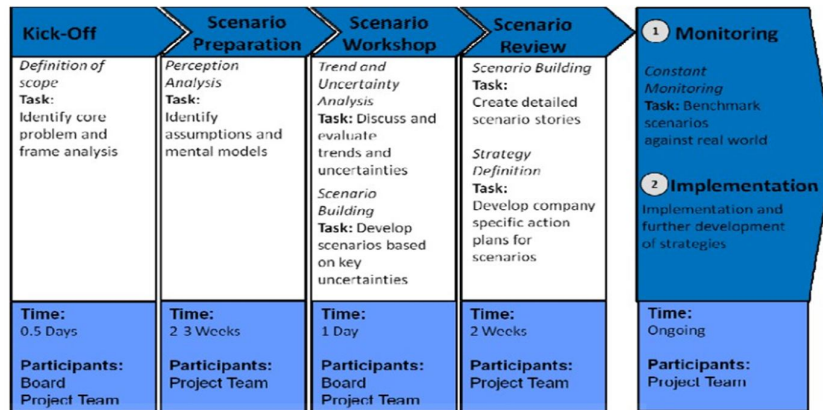 Kick-Off
Definition of
scope
Task:
Identify core
problem and
frame analysis
Time:
0.5 Days
Participants:
Board
Project Team
Scenario
Preparation
Perception
Analysis
Task:
Identify
assumptions and
mental models
Time:
2-3 Weeks
Participants:
Project Team
Scenario
Workshop
Trend and
Uncertainty
Analysis
Task: Discuss and
evaluate
trends and
uncertainties
Scenario
Building
Task: Develop
scenarios based
on key
uncertainties
Time:
1 Day
Participants:
Board
Project Team
Scenario
Review
Scenario Building
Task:
Create detailed
scenario stories
Strategy
Definition
Task:
Develop company
specific action
plans for
scenarios
Time:
2 Weeks
Participants:
Project Team
1 Monitoring
Constant
Monitoring
Task: Benchmark
scenarios
against real world
2 Implementation
Implementation and
further development
of strategies
Time:
Ongoing
Participants:
Project Team